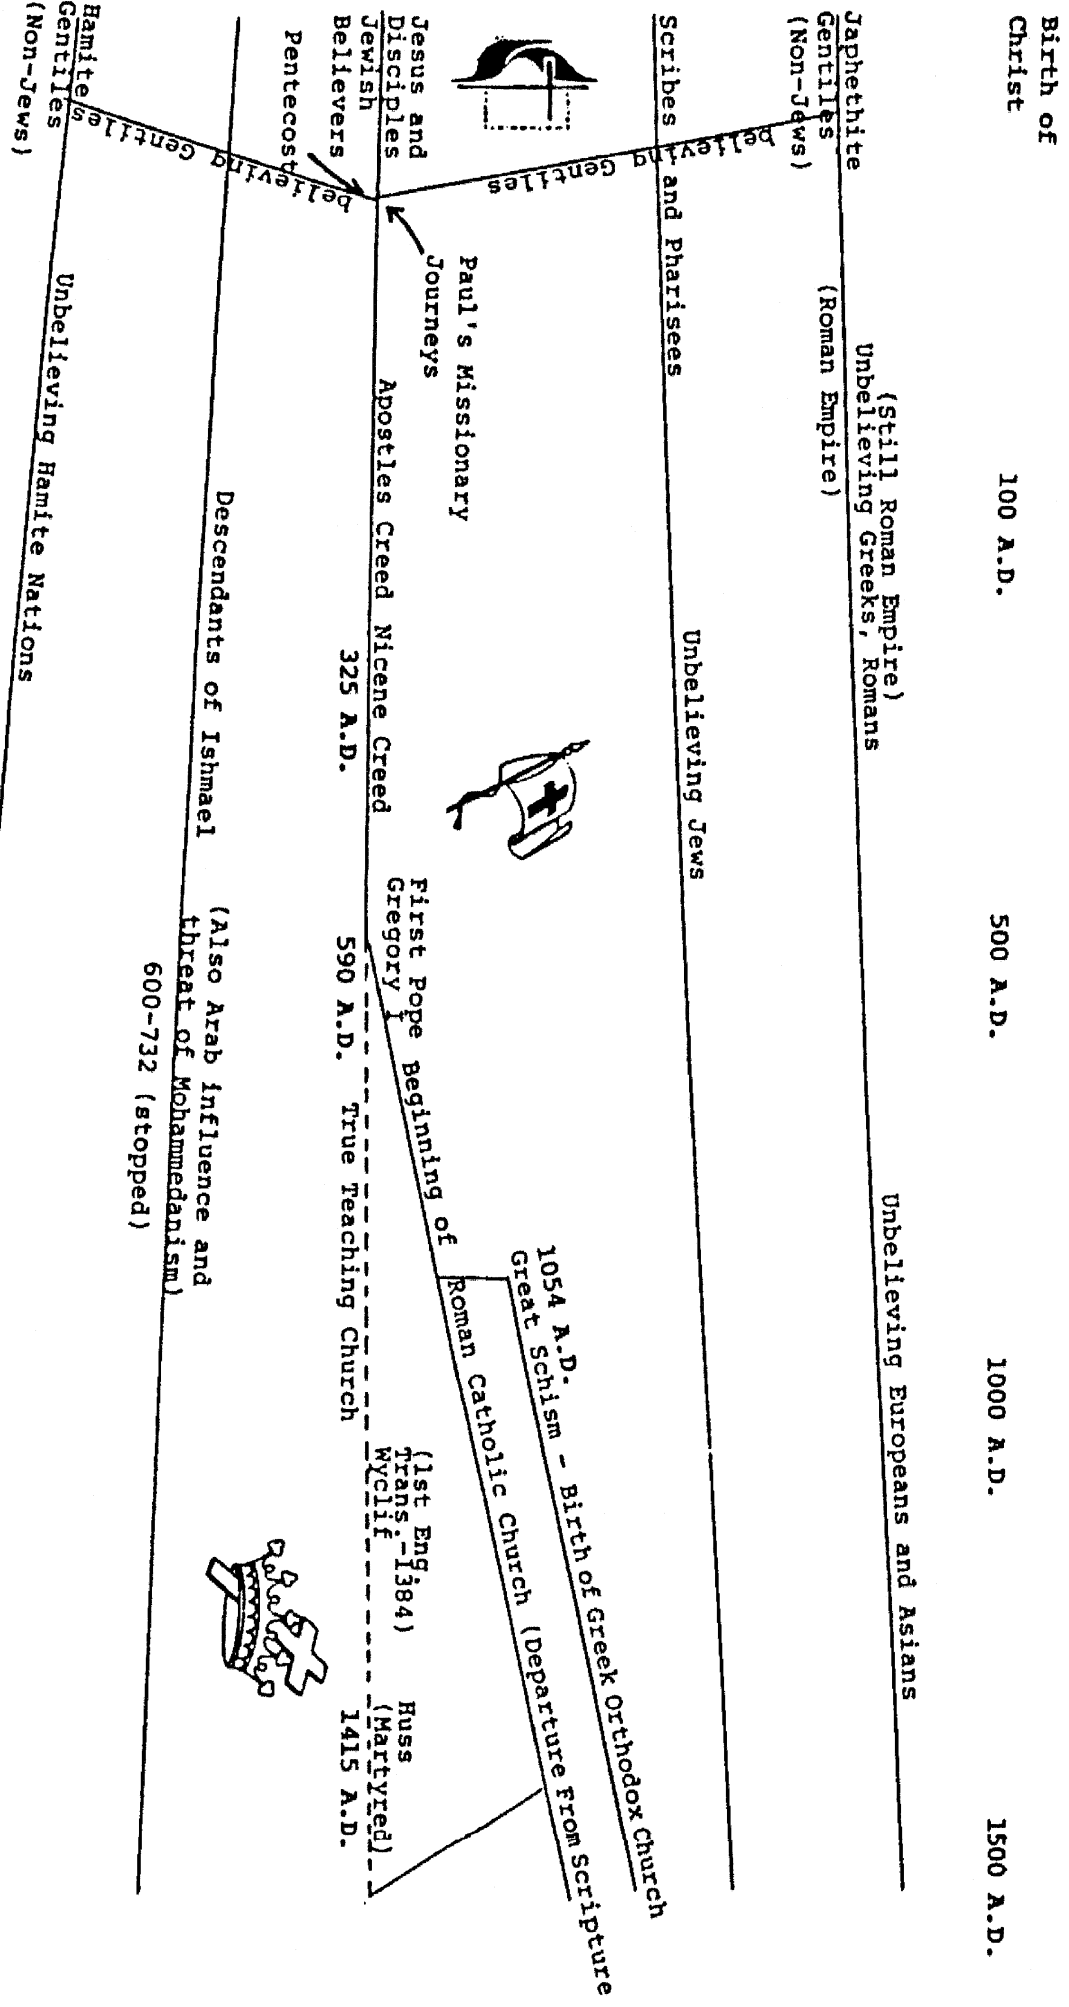 Birth of
Christ
100 A.D.
500 A.D.
1000 A.D.
1500 A.D.
Japhethite
Gentiles
(Non-Jews)
(Still Roman Empire)
Unbelieving Greeks, Romans
(Roman Empire)
Unbelieving Europeans and Asians
believing Gentiles
Scribes and Pharisees
Unbelieving Jews
1054 A.D.
Great Schism - Birth of Greek Orthodox Church
Paul's Missionary
Journeys
Jesus and
Disciples
Jewish
Believers
Pentecost
Apostles Creed
Nicene Creed
325 A.D.
First Pope
Gregory I
590 A.D.
Beginning of
Roman Catholic Church (Departure From Scripture
True Teaching Church
(1st Eng.
Trans.-1384)
Wyclif
Huss
(Martyred)
1415 A.D.
believing Gentiles
Descendants of Ishmael
(Also Arab influence and
threat of Mohammedanism)
600-732 (stopped)
Hamite
Gentiles
(Non-Jews)
Unbelieving Hamite Nations